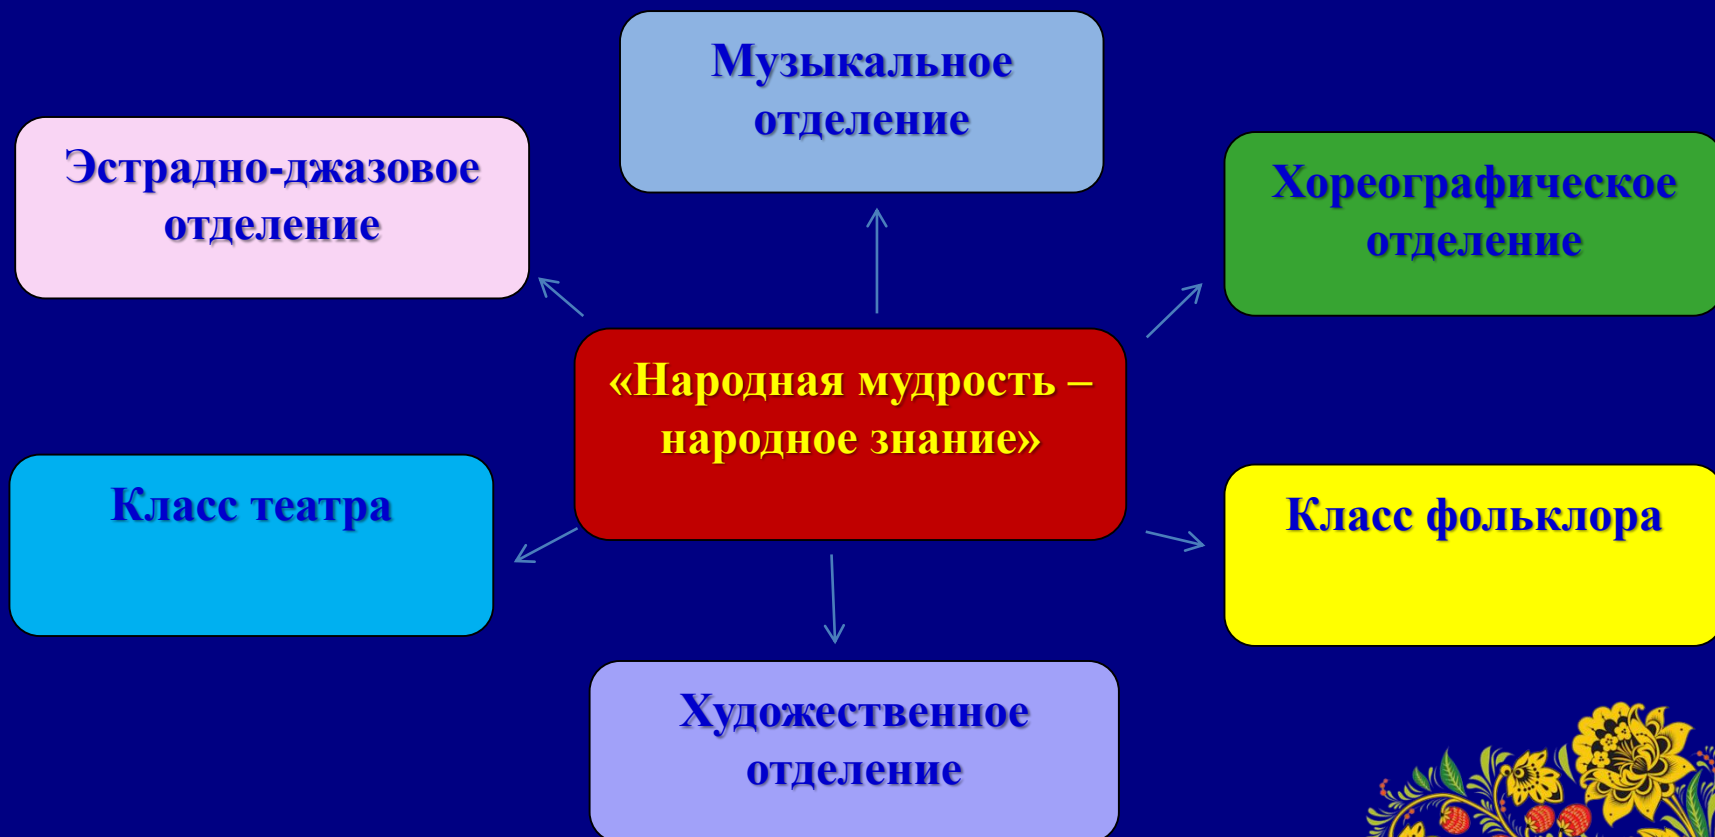 Музыкальное
отделение
Эстрадно-джазовое
отделение
Хореографическое
отделение
«Народная мудрость –
народное знание»
Класс театра
Класс фольклора
Художественное
отделение